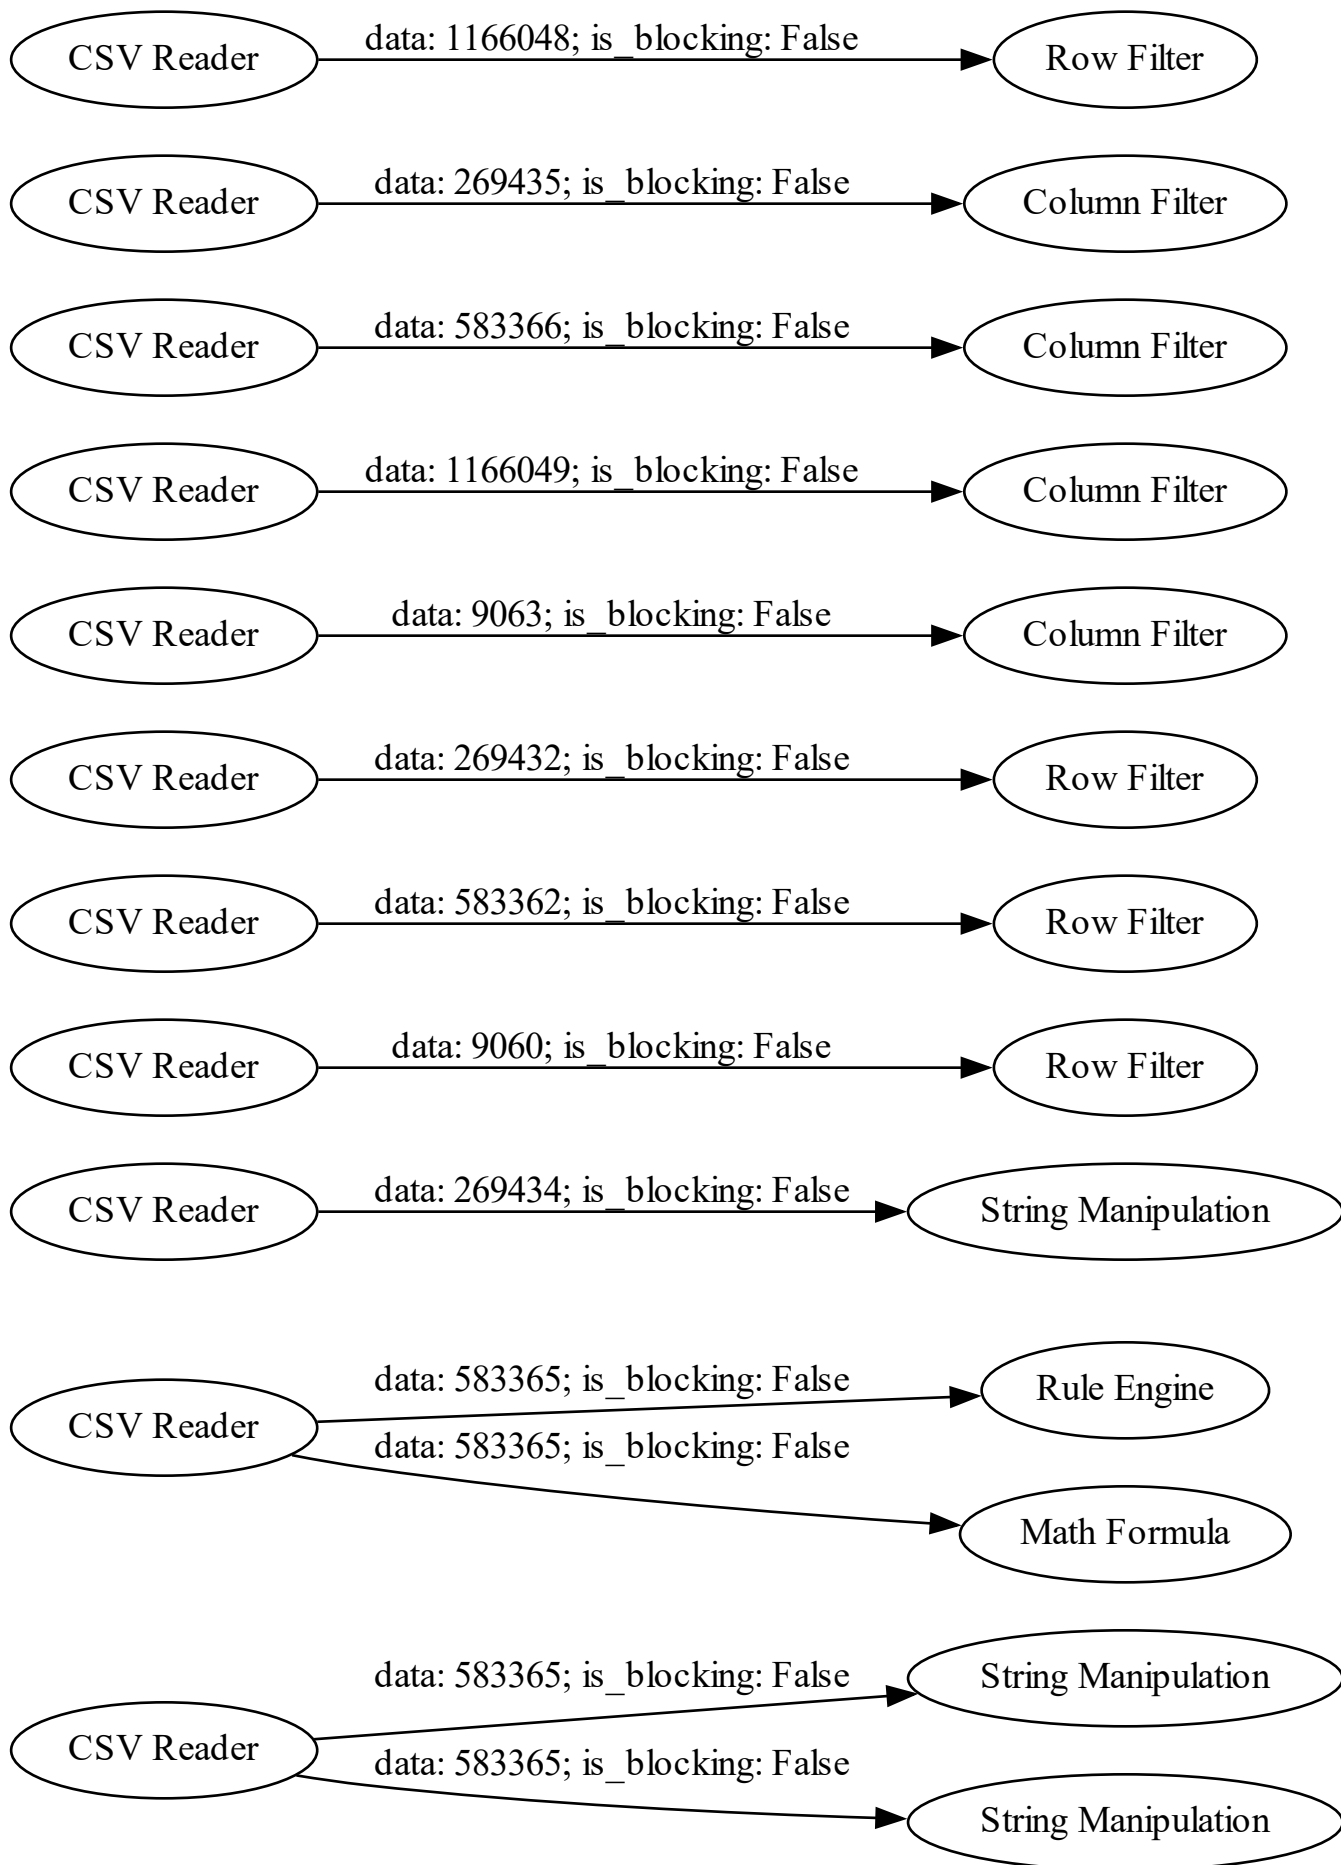 CSV Reader data: 1166048; is_blocking: False Row Filter
CSV Reader data: 269435; is_blocking: False Column Filter
CSV Reader data: 583366; is_blocking: False Column Filter
CSV Reader data: 1166049; is_blocking: False Column Filter
CSV Reader data: 9063; is_blocking: False Column Filter
CSV Reader data: 269432; is_blocking: False Row Filter
CSV Reader data: 583362; is_blocking: False Row Filter
CSV Reader data: 9060; is_blocking: False Row Filter
CSV Reader data: 269434; is_blocking: False String Manipulation
data: 583365; is_blocking: False Rule Engine
CSV Reader
data: 583365; is_blocking: False
Math Formula
data: 583365; is_blocking: False String Manipulation
CSV Reader
data: 583365; is_blocking: False
String Manipulation